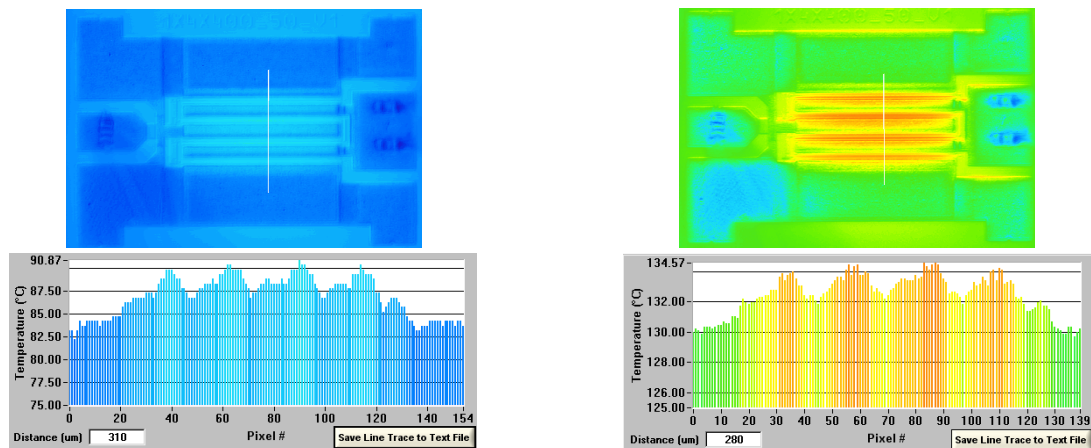 1X4X400_50_V1
90.87
87.50
85.00
82.50
80.00
77.50
75.00
Temperature (°C)
0 20 40 60 80 100 120 140 154
Distance (um) 310 Pixel # Save Line Trace to Text File
1X4X400_50_V1
134.57
132.00
130.00
128.00
126.00
125.00
Temperature (°C)
0 10 20 30 40 50 60 70 80 90 100 110 120 130 139
Distance (um) 280 Pixel # Save Line Trace to Text File